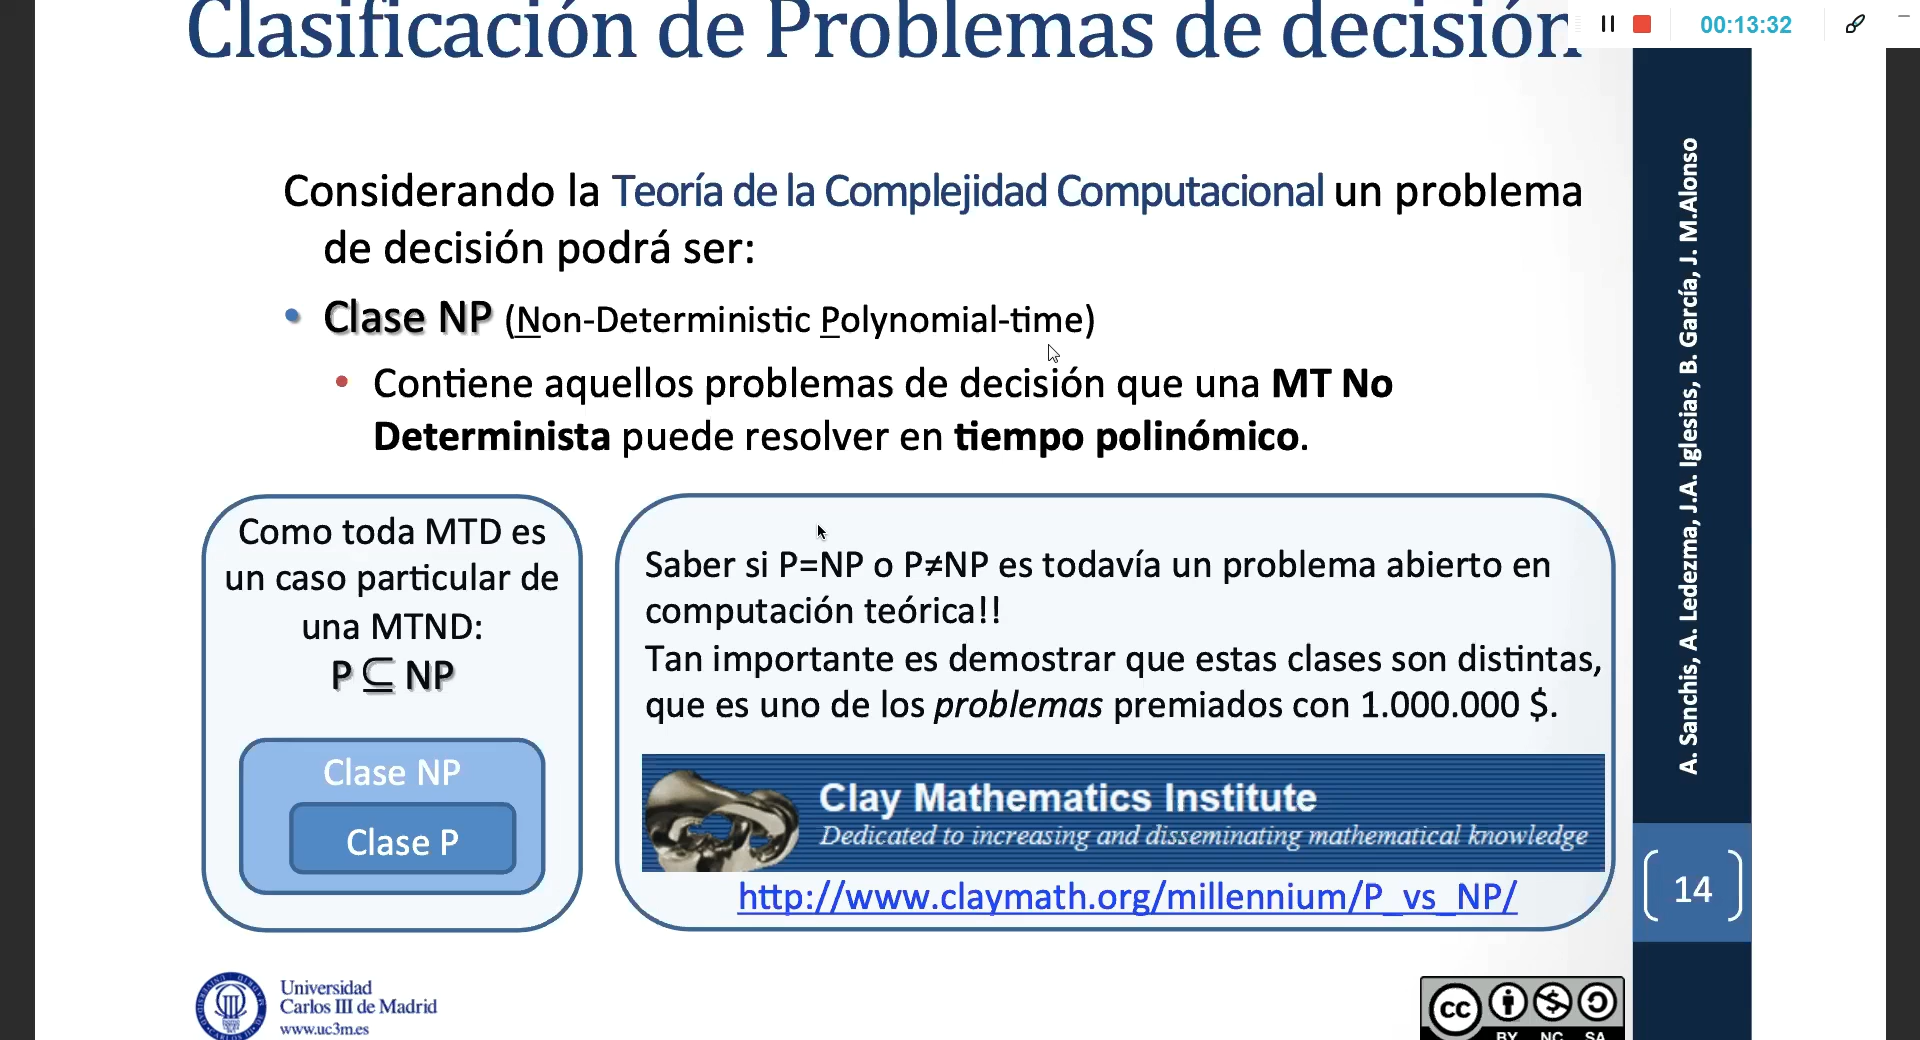 Clasificación de Problemas de decisión
00:13:32
Considerando la Teoría de la Complejidad Computacional un problema
de decisión podrá ser:
• Clase NP (Non-Deterministic Polynomial-time)
• Contiene aquellos problemas de decisión que una MT No
Determinista puede resolver en tiempo polinómico.
Como toda MTD es
un caso particular de
una MTND:
P ⊆ NP
Clase NP
Clase P
Saber si P=NP o P≠NP es todavía un problema abierto en
computación teórica!!
Tan importante es demostrar que estas clases son distintas,
que es uno de los problemas premiados con 1.000.000 $.
Clay Mathematics Institute
Dedicated to increasing and disseminating mathematical knowledge
http://www.claymath.org/millennium/P_vs_NP/
A. Sanchis, A. Ledezma, J.A. Iglesias, B. García, J. M.Alonso
14
Universidad
Carlos III de Madrid
www.uc3m.es
cc
BY NC SA